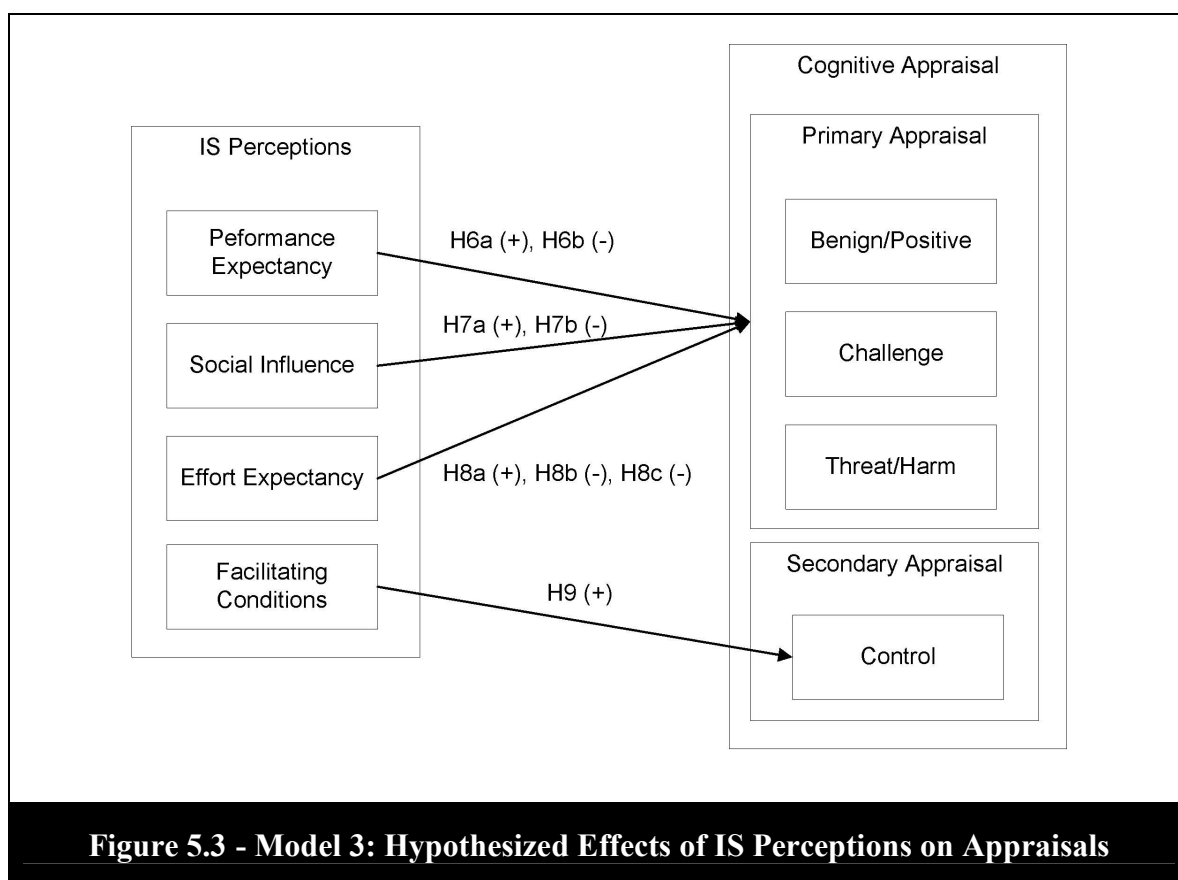 Cognitive Appraisal
IS Perceptions
Primary Appraisal
Peformance
Expectancy
H6a (+), H6b (-)
Benign/Positive
H7a (+), H7b (-)
Social Influence
Challenge
Effort Expectancy
H8a (+), H8b (-), H8c (-)
Threat/Harm
Facilitating
Conditions
H9 (+)
Secondary Appraisal
Control
Figure 5.3 - Model 3: Hypothesized Effects of IS Perceptions on Appraisals